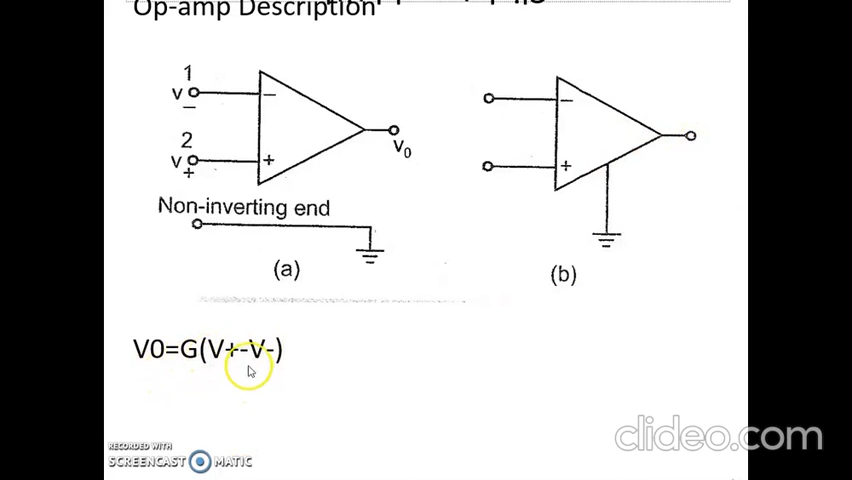 Op-amp Description
1
V
−
−
2
V
+
+
V0
Non-inverting end
(a)
−
+
(b)
V0=G(V+-V-)
RECORDED WITH
SCREENCAST MATIC
clideo.com